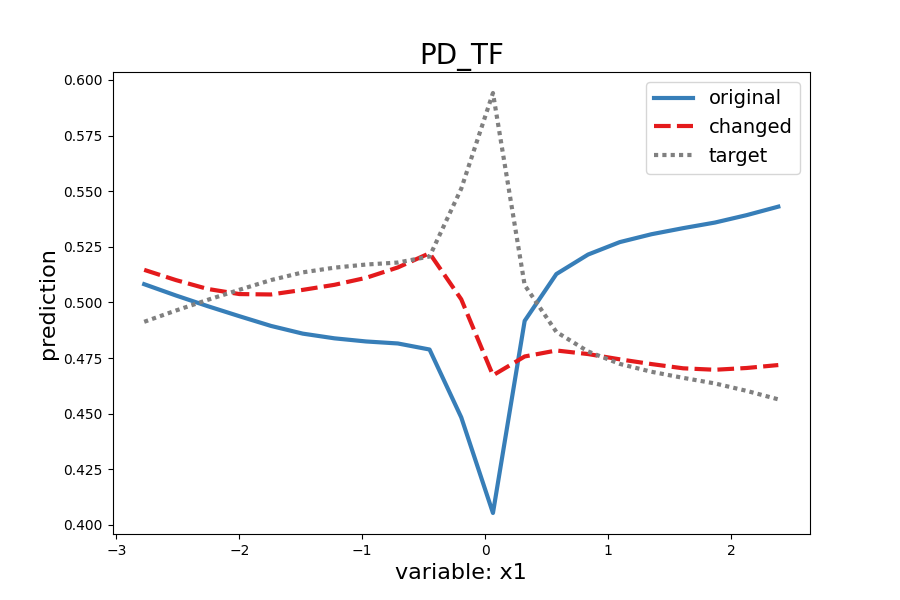 PD_TF
0.600
0.575
0.550
0.525
0.500
0.475
0.450
0.425
0.400
prediction
original
changed
target
−3 −2 −1 0 1 2
variable: x1